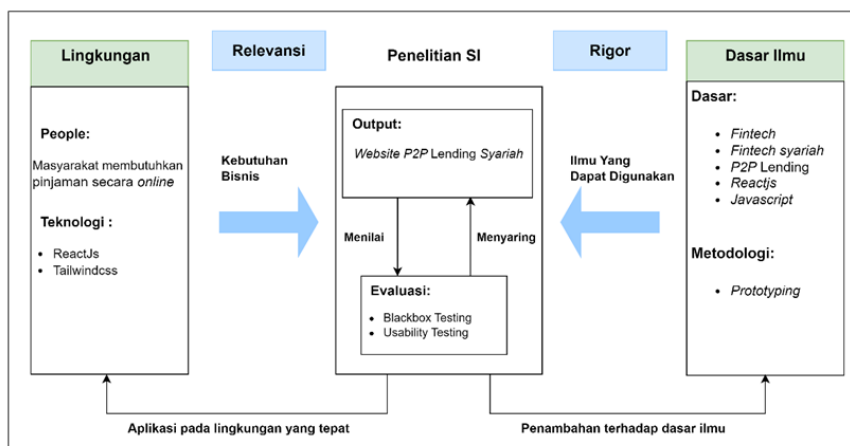 Lingkungan
Relevansi
Penelitian SI
Rigor
Dasar Ilmu
People:
Masyarakat membutuhkan
pinjaman secara online
Teknologi :
• ReactJs
• Tailwindcss
Kebutuhan
Bisnis
Output:
Website P2P Lending Syariah
Menilai
Menyaring
Evaluasi:
• Blackbox Testing
• Usability Testing
Ilmu Yang
Dapat Digunakan
Dasar:
• Fintech
• Fintech syariah
• P2P Lending
• Reactjs
• Javascript
Metodologi:
• Prototyping
Aplikasi pada lingkungan yang tepat
Penambahan terhadap dasar ilmu